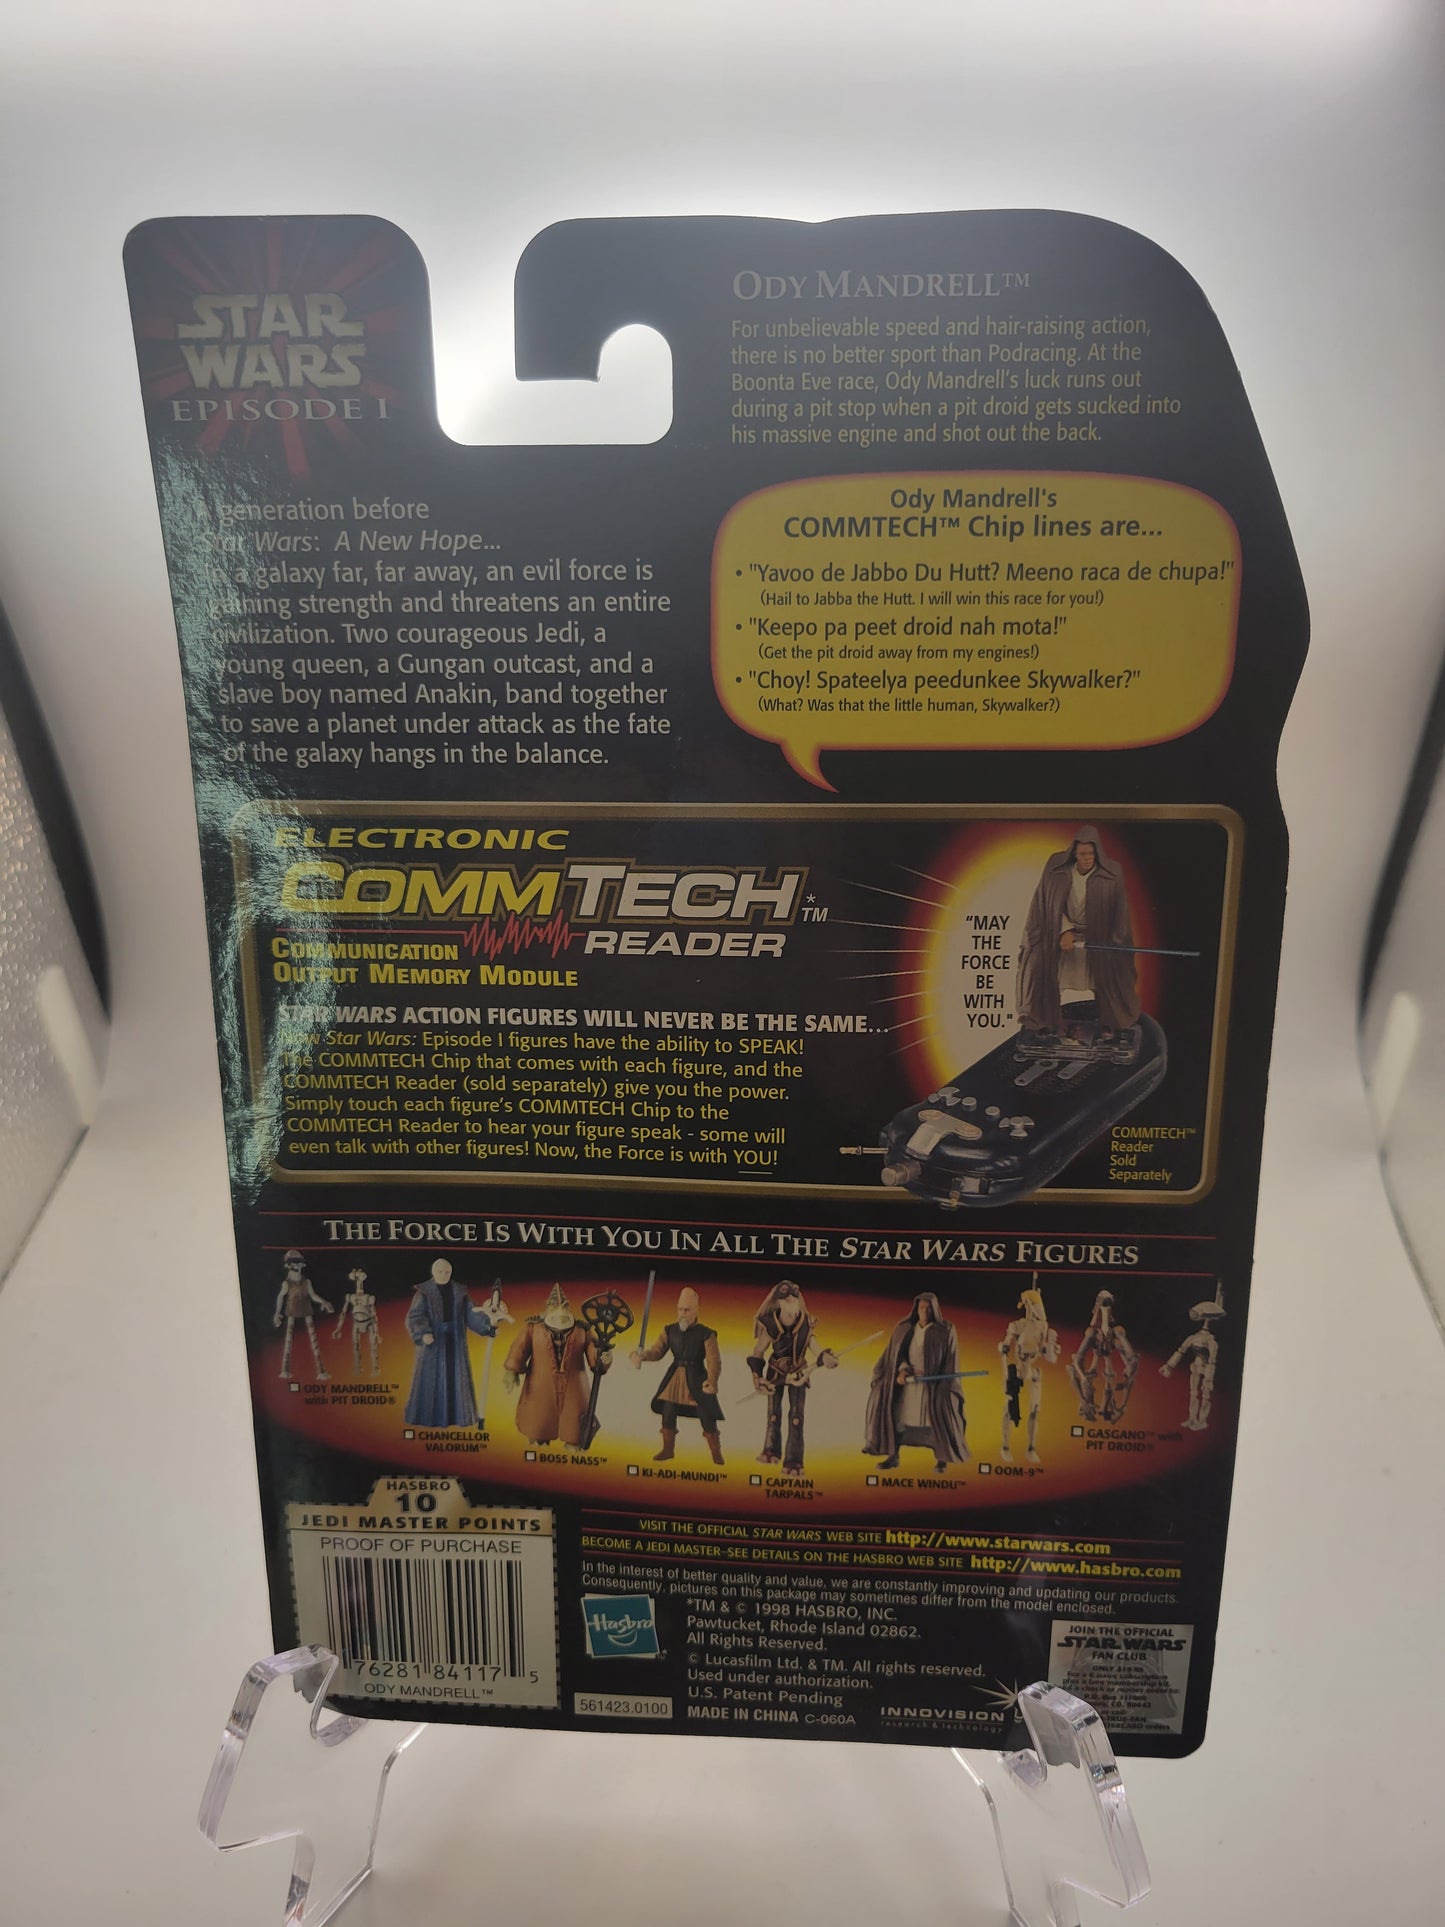 STAR
WARS
EPISODE I
ODY MANDRELL™
For unbelievable speed and hair-raising action,
there is no better sport than Podracing. At the
Boonta Eve race, Ody Mandrell's luck runs out
during a pit stop when a pit droid gets sucked into
his massive engine and shot out the back.
A generation before
Star Wars: A New Hope...
In a galaxy far, far away, an evil force is
gaining strength and threatens an entire
civilization. Two courageous Jedi, a
young queen, a Gungan outcast, and a
slave boy named Anakin, band together
to save a planet under attack as the fate
of the galaxy hangs in the balance.
Ody Mandrell's
COMMTECH™ Chip lines are...
• "Yavoo de Jabbo Du Hutt? Meeno raca de chupa!"
(Hail to Jabba the Hutt. I will win this race for you!)
• "Keepo pa peet droid nah mota!"
(Get the pit droid away from my engines!)
• "Choy! Spateelya peedunkee Skywalker?"
(What? Was that the little human, Skywalker?)
ELECTRONIC
COMMTECH*™
READER
COMMUNICATION
OUTPUT MEMORY MODULE
STAR WARS ACTION FIGURES WILL NEVER BE THE SAME...
Now Star Wars: Episode I figures have the ability to SPEAK!
The COMMTECH Chip that comes with each figure, and the
COMMTECH Reader (sold separately) give you the power.
Simply touch each figure's COMMTECH Chip to the
COMMTECH Reader to hear your figure speak - some will
even talk with other figures! Now, the Force is with YOU!
"MAY
THE
FORCE
BE
WITH
YOU."
COMMTECH™
Reader
Sold
Separately
THE FORCE IS WITH YOU IN ALL THE STAR WARS FIGURES
ODY MANDRELL™
with PIT DROID®
CHANCELLOR
VALORUM™
BOSS NASS™
KI-ADI-MUNDI™
CAPTAIN
TARPALS™
MACE WINDU™
OOM-9™
GASGANO™ with
PIT DROID®
HASBRO
10
JEDI MASTER POINTS
PROOF OF PURCHASE
76281 84117 5
ODY MANDRELL™
VISIT THE OFFICIAL STAR WARS WEB SITE http://www.starwars.com
BECOME A JEDI MASTER-SEE DETAILS ON THE HASBRO WEB SITE http://www.hasbro.com
In the interest of better quality and value, we are constantly improving and updating our products.
Consequently, pictures on this package may sometimes differ from the model enclosed.
Hasbro
*TM & © 1998 HASBRO, INC.
Pawtucket, Rhode Island 02862.
All Rights Reserved.
© Lucasfilm Ltd. & TM. All rights reserved.
Used under authorization.
U.S. Patent Pending
MADE IN CHINA C-060A
561423.0100
INNOVISION
research & technology
JOIN THE OFFICIAL
STAR WARS
FAN CLUB